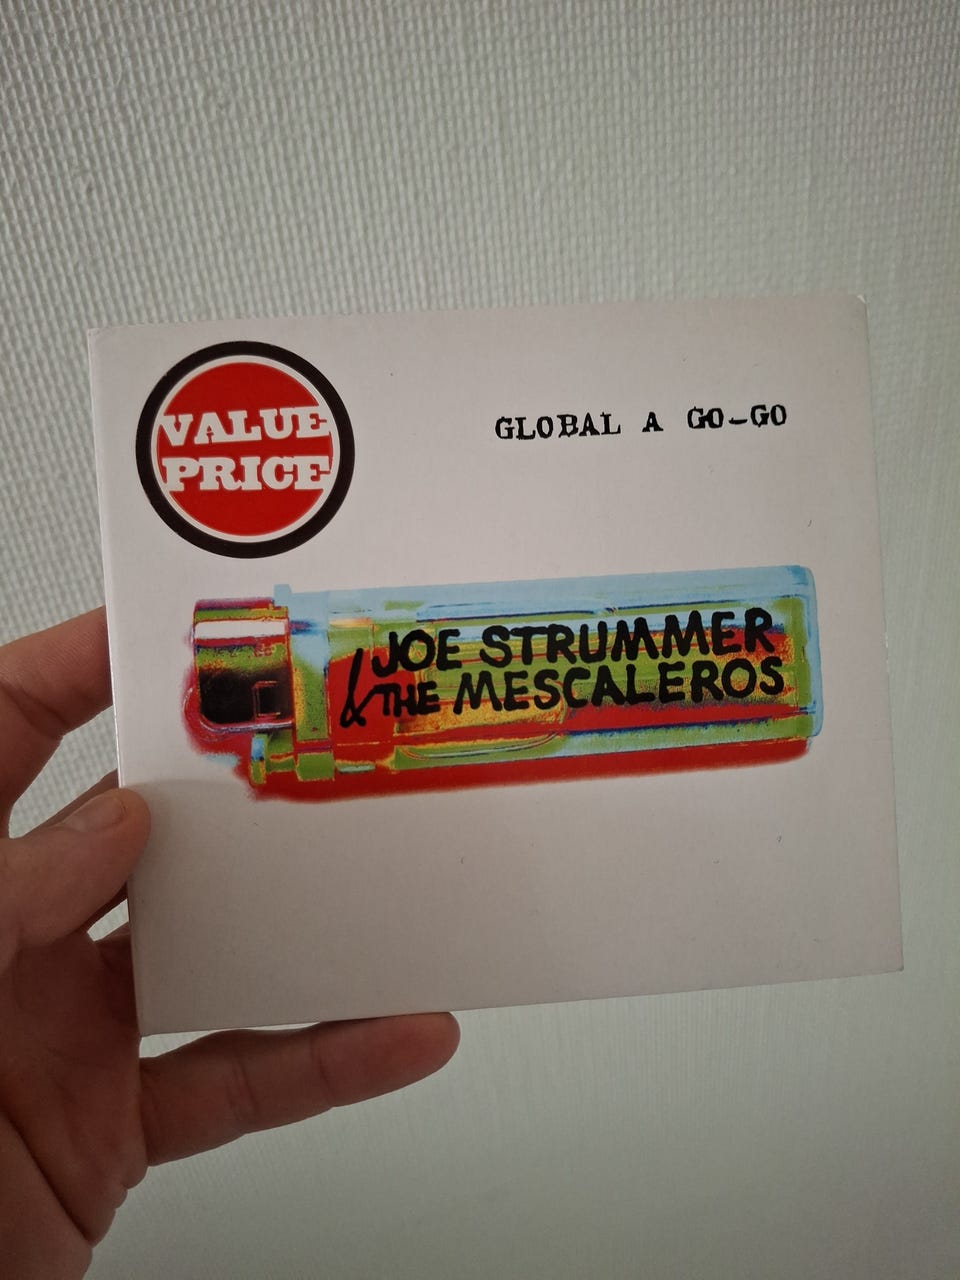 VALUE
PRICE
GLOBAL A GO-GO
JOE STRUMMER
& THE MESCALEROS